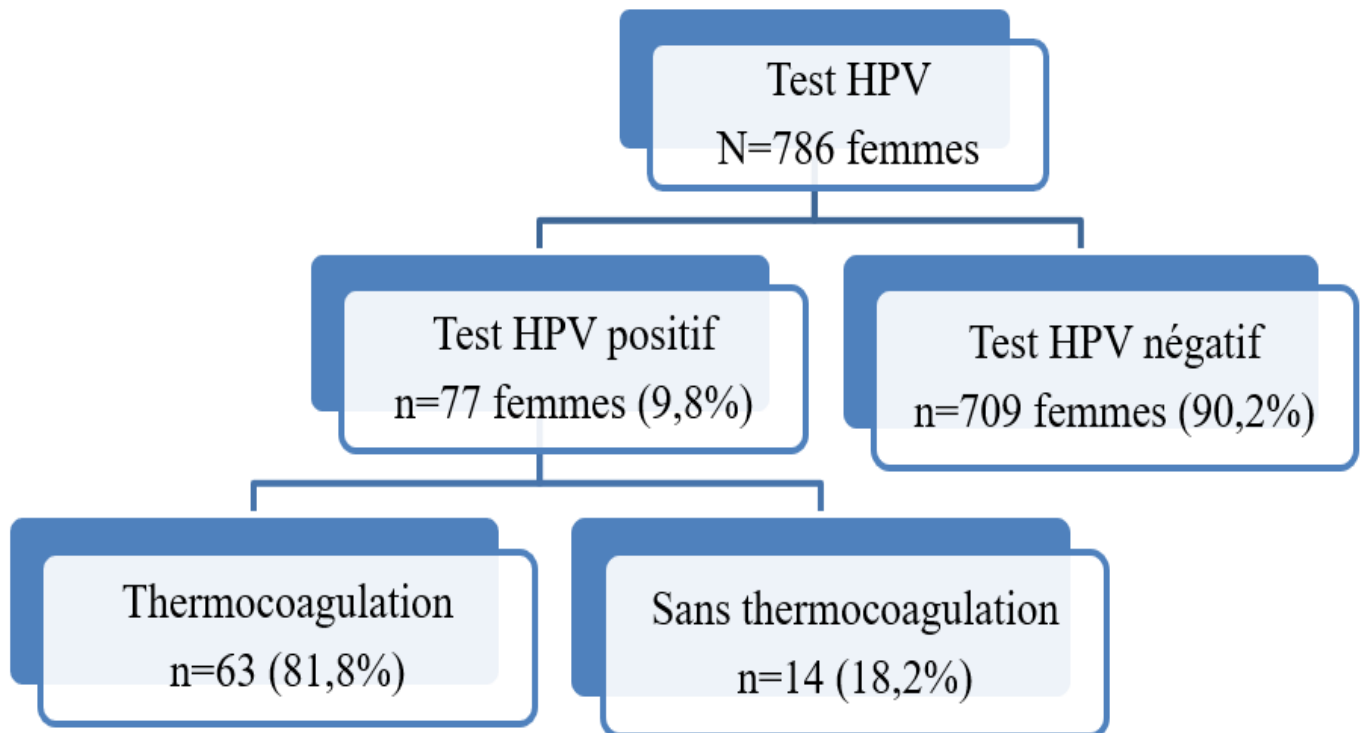 Test HPV
N=786 femmes
Test HPV positif
n=77 femmes (9,8%)
Test HPV négatif
n=709 femmes (90,2%)
Thermocoagulation
n=63 (81,8%)
Sans thermocoagulation
n=14 (18,2%)